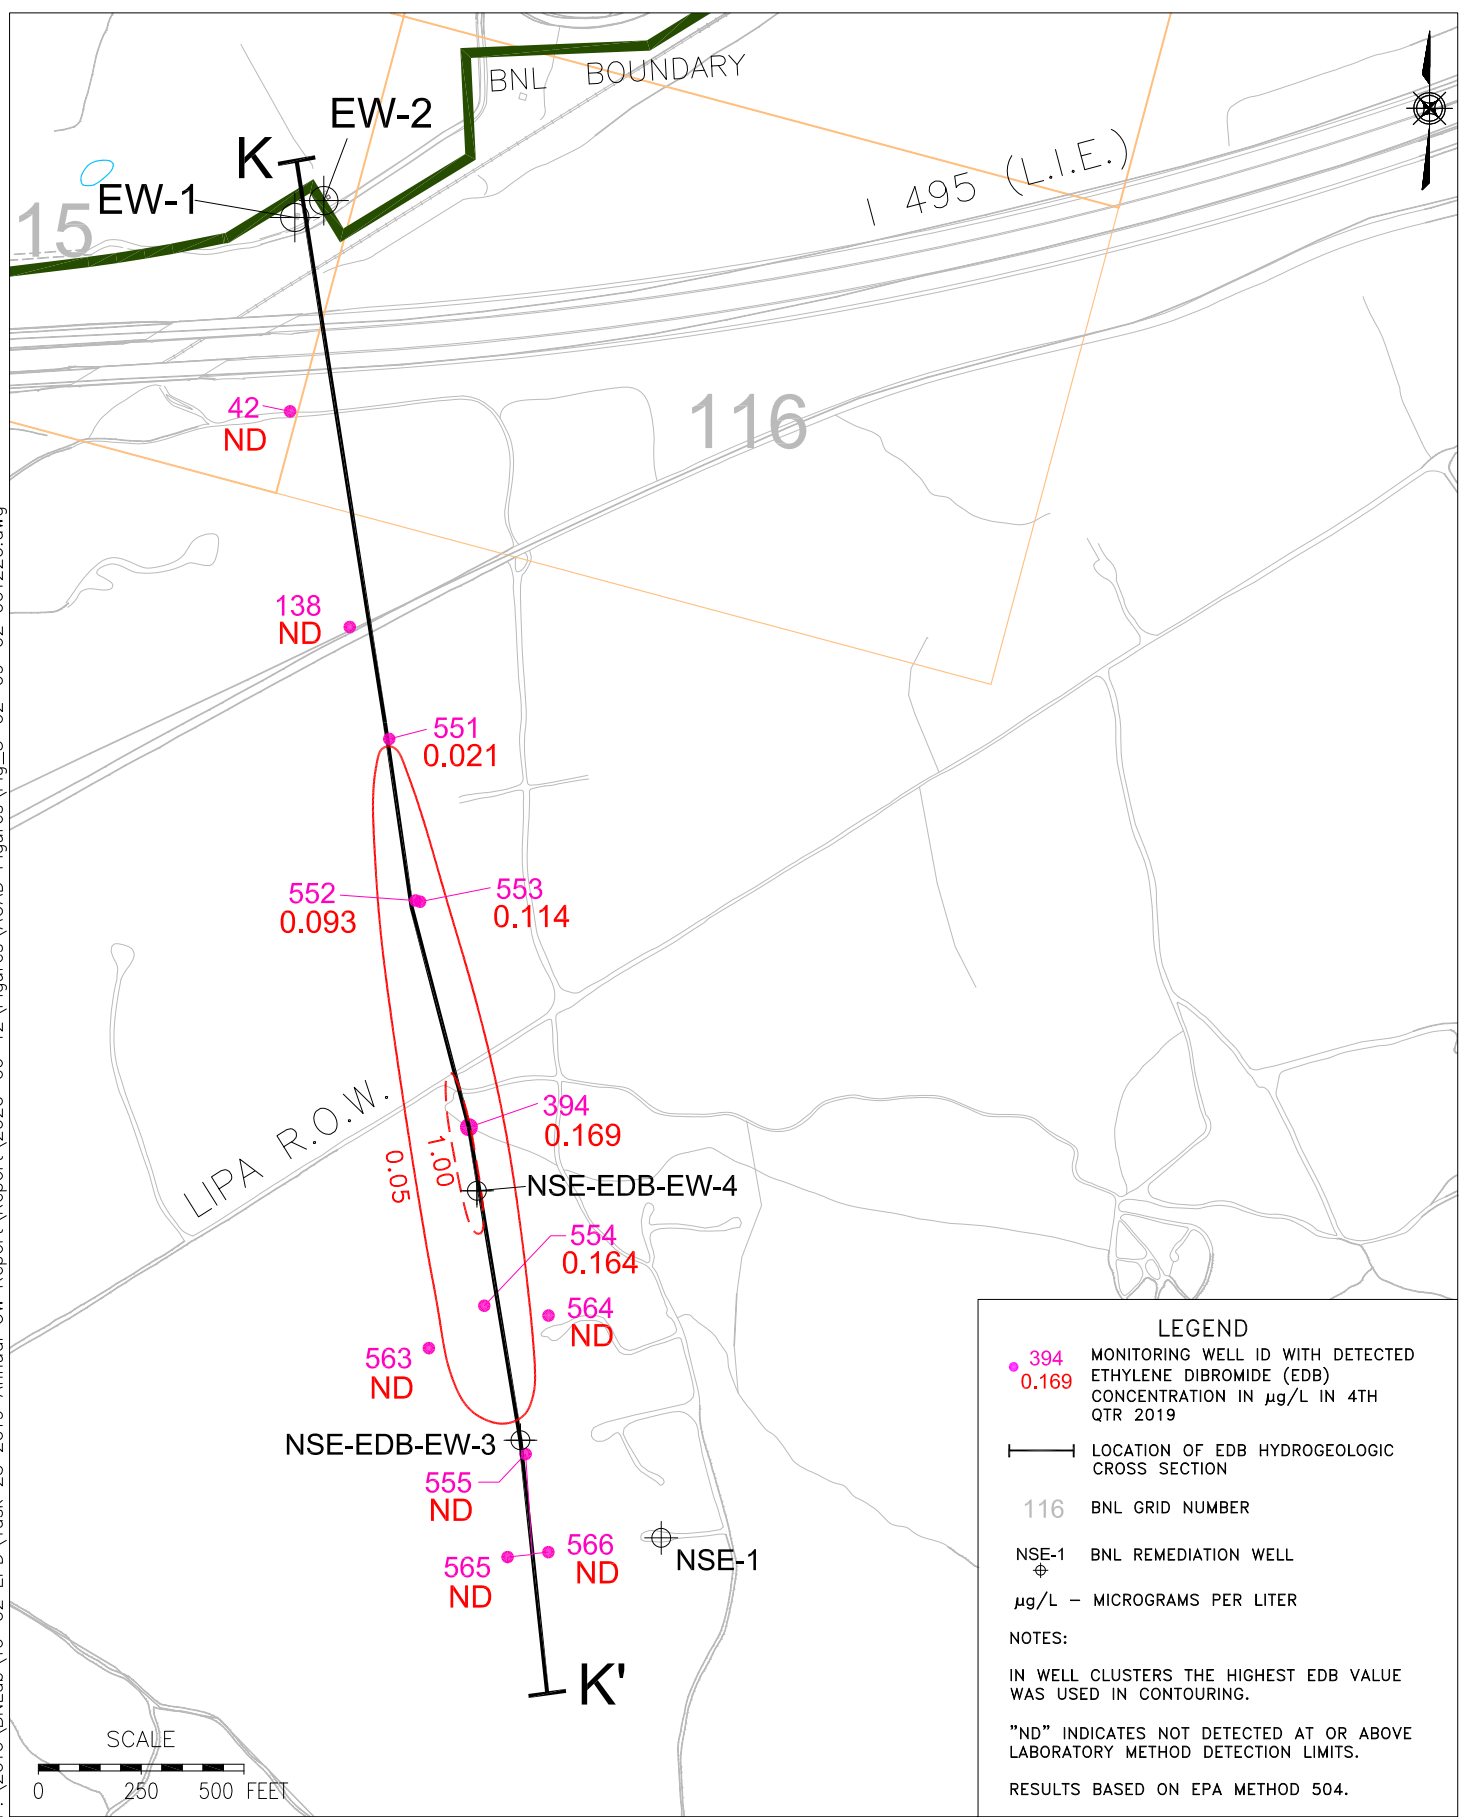 BNL BOUNDARY
EW-2
K
EW-1
15
I 495 (L.I.E.)
42
ND
116
138
ND
551
0.021
552
0.093
553
0.114
LIPA R.O.W.
394
0.169
0.05
1.00
NSE-EDB-EW-4
554
0.164
564
ND
563
ND
NSE-EDB-EW-3
555
ND
566
ND
565
ND
NSE-1
K'
SCALE
0 250 500 FEET
LEGEND
394
0.169
MONITORING WELL ID WITH DETECTED
ETHYLENE DIBROMIDE (EDB)
CONCENTRATION IN µg/L IN 4TH
QTR 2019
LOCATION OF EDB HYDROGEOLOGIC
CROSS SECTION
116 BNL GRID NUMBER
NSE-1 BNL REMEDIATION WELL
µg/L – MICROGRAMS PER LITER
NOTES:
IN WELL CLUSTERS THE HIGHEST EDB VALUE
WAS USED IN CONTOURING.
"ND" INDICATES NOT DETECTED AT OR ABOVE
LABORATORY METHOD DETECTION LIMITS.
RESULTS BASED ON EPA METHOD 504.